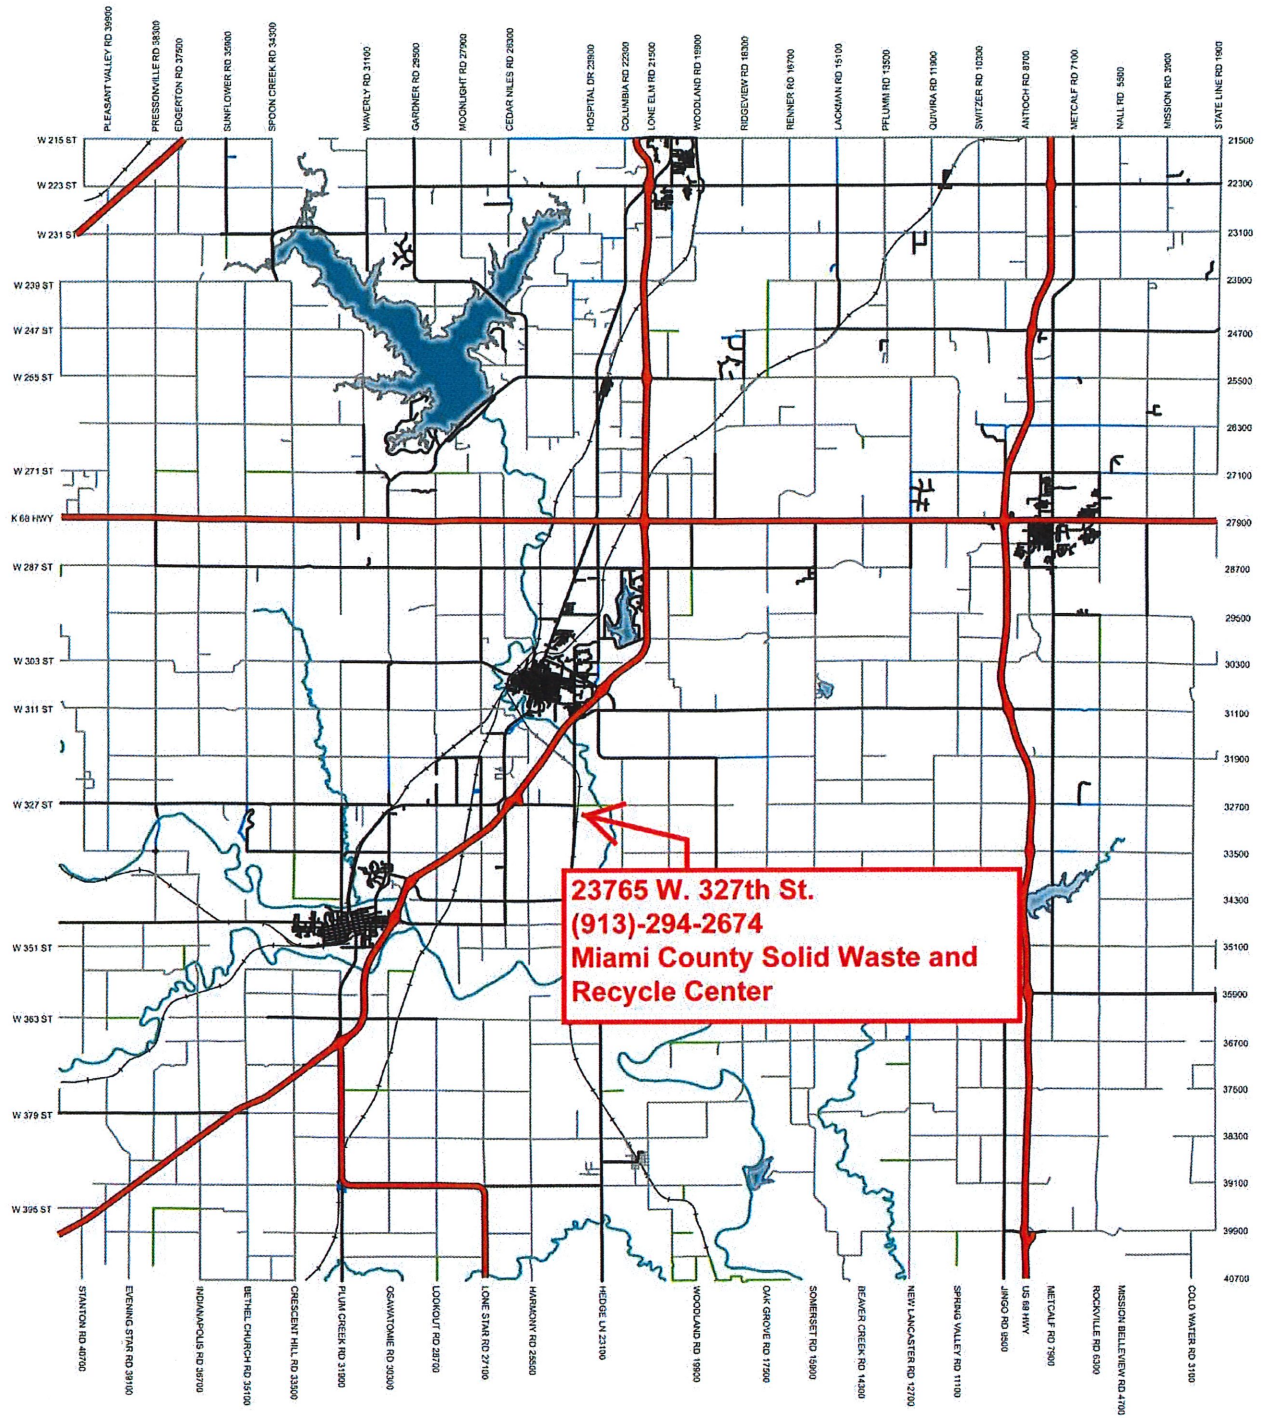 PLEASANT VALLEY RD 39900
PRESSONVILLE RD 38300
EDGERTON RD 37500
SUNFLOWER RD 35900
SPOON CREEK RD 34300
WAVERLY RD 31100
GARDNER RD 29500
MOONLIGHT RD 27900
CEDAR NILES RD 26300
HOSPITAL DR 23900
COLUMBIA RD 22300
LONE ELM RD 21500
WOODLAND RD 19900
RIDGEVIEW RD 18300
RENNER RD 16700
LACKMAN RD 15100
PFLUMM RD 13500
QUIVIRA RD 11900
SWITZER RD 10300
ANTIOCH RD 8700
METCALF RD 7100
NALL RD 5500
MISSION RD 3900
STATE LINE RD 1900
W 215 ST
21500
W 223 ST
22300
W 231 ST
23100
W 239 ST
23900
W 247 ST
24700
W 255 ST
25500
26300
W 271 ST
27100
K 68 HWY
27900
W 287 ST
28700
29500
W 303 ST
30300
W 311 ST
31100
31900
W 327 ST
32700
33500
34300
23765 W. 327th St.
(913)-294-2674
Miami County Solid Waste and
Recycle Center
W 351 ST
35100
35900
W 363 ST
36700
37500
W 379 ST
38300
39100
W 395 ST
39900
40700
STANTON RD 40700
EVENING STAR RD 39100
INDIANAPOLIS RD 36700
BETHEL CHURCH RD 35100
CRESCENT HILL RD 33500
PLUM CREEK RD 31900
OSAWATOMIE RD 30300
LOOKOUT RD 28700
LONE STAR RD 27100
HARMONY RD 25500
HEDGE LN 23100
WOODLAND RD 19900
OAK GROVE RD 17500
SOMERSET RD 15900
BEAVER CREEK RD 14300
NEW LANCASTER RD 12700
SPRING VALLEY RD 11100
JINGO RD 9500
US 69 HWY
METCALF RD 7900
ROCKVILLE RD 6300
MISSION BELLEVIEW RD 4700
COLD WATER RD 3100